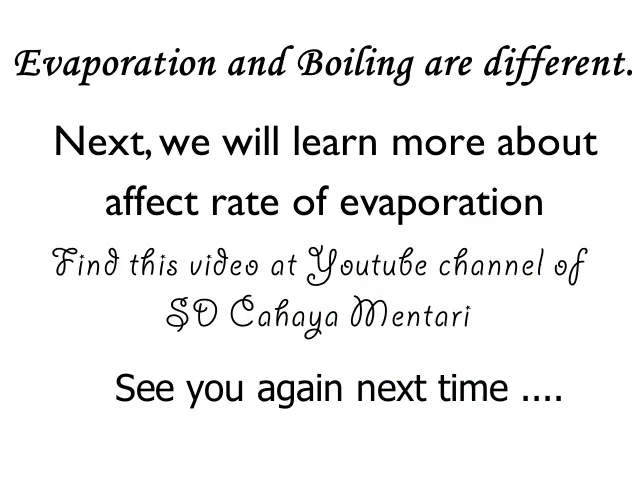 Evaporation and Boiling are different.
Next, we will learn more about
affect rate of evaporation
Find this video at Youtube channel of
SD Cahaya Mentari
See you again next time ....